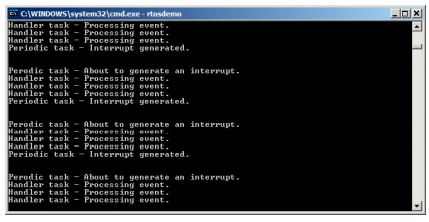 C:\WINDOWS\system32\cmd.exe - rtosdemo
Handler task - Processing event.
Handler task - Processing event.
Handler task - Processing event.
Periodic task - Interrupt generated.
Perodic task - About to generate an interrupt.
Handler task - Processing event.
Handler task - Processing event.
Handler task - Processing event.
Periodic task - Interrupt generated.
Perodic task - About to generate an interrupt.
Handler task - Processing event.
Handler task - Processing event.
Handler task - Processing event.
Periodic task - Interrupt generated.
Perodic task - About to generate an interrupt.
Handler task - Processing event.
Handler task - Processing event.
Handler task - Processing event.